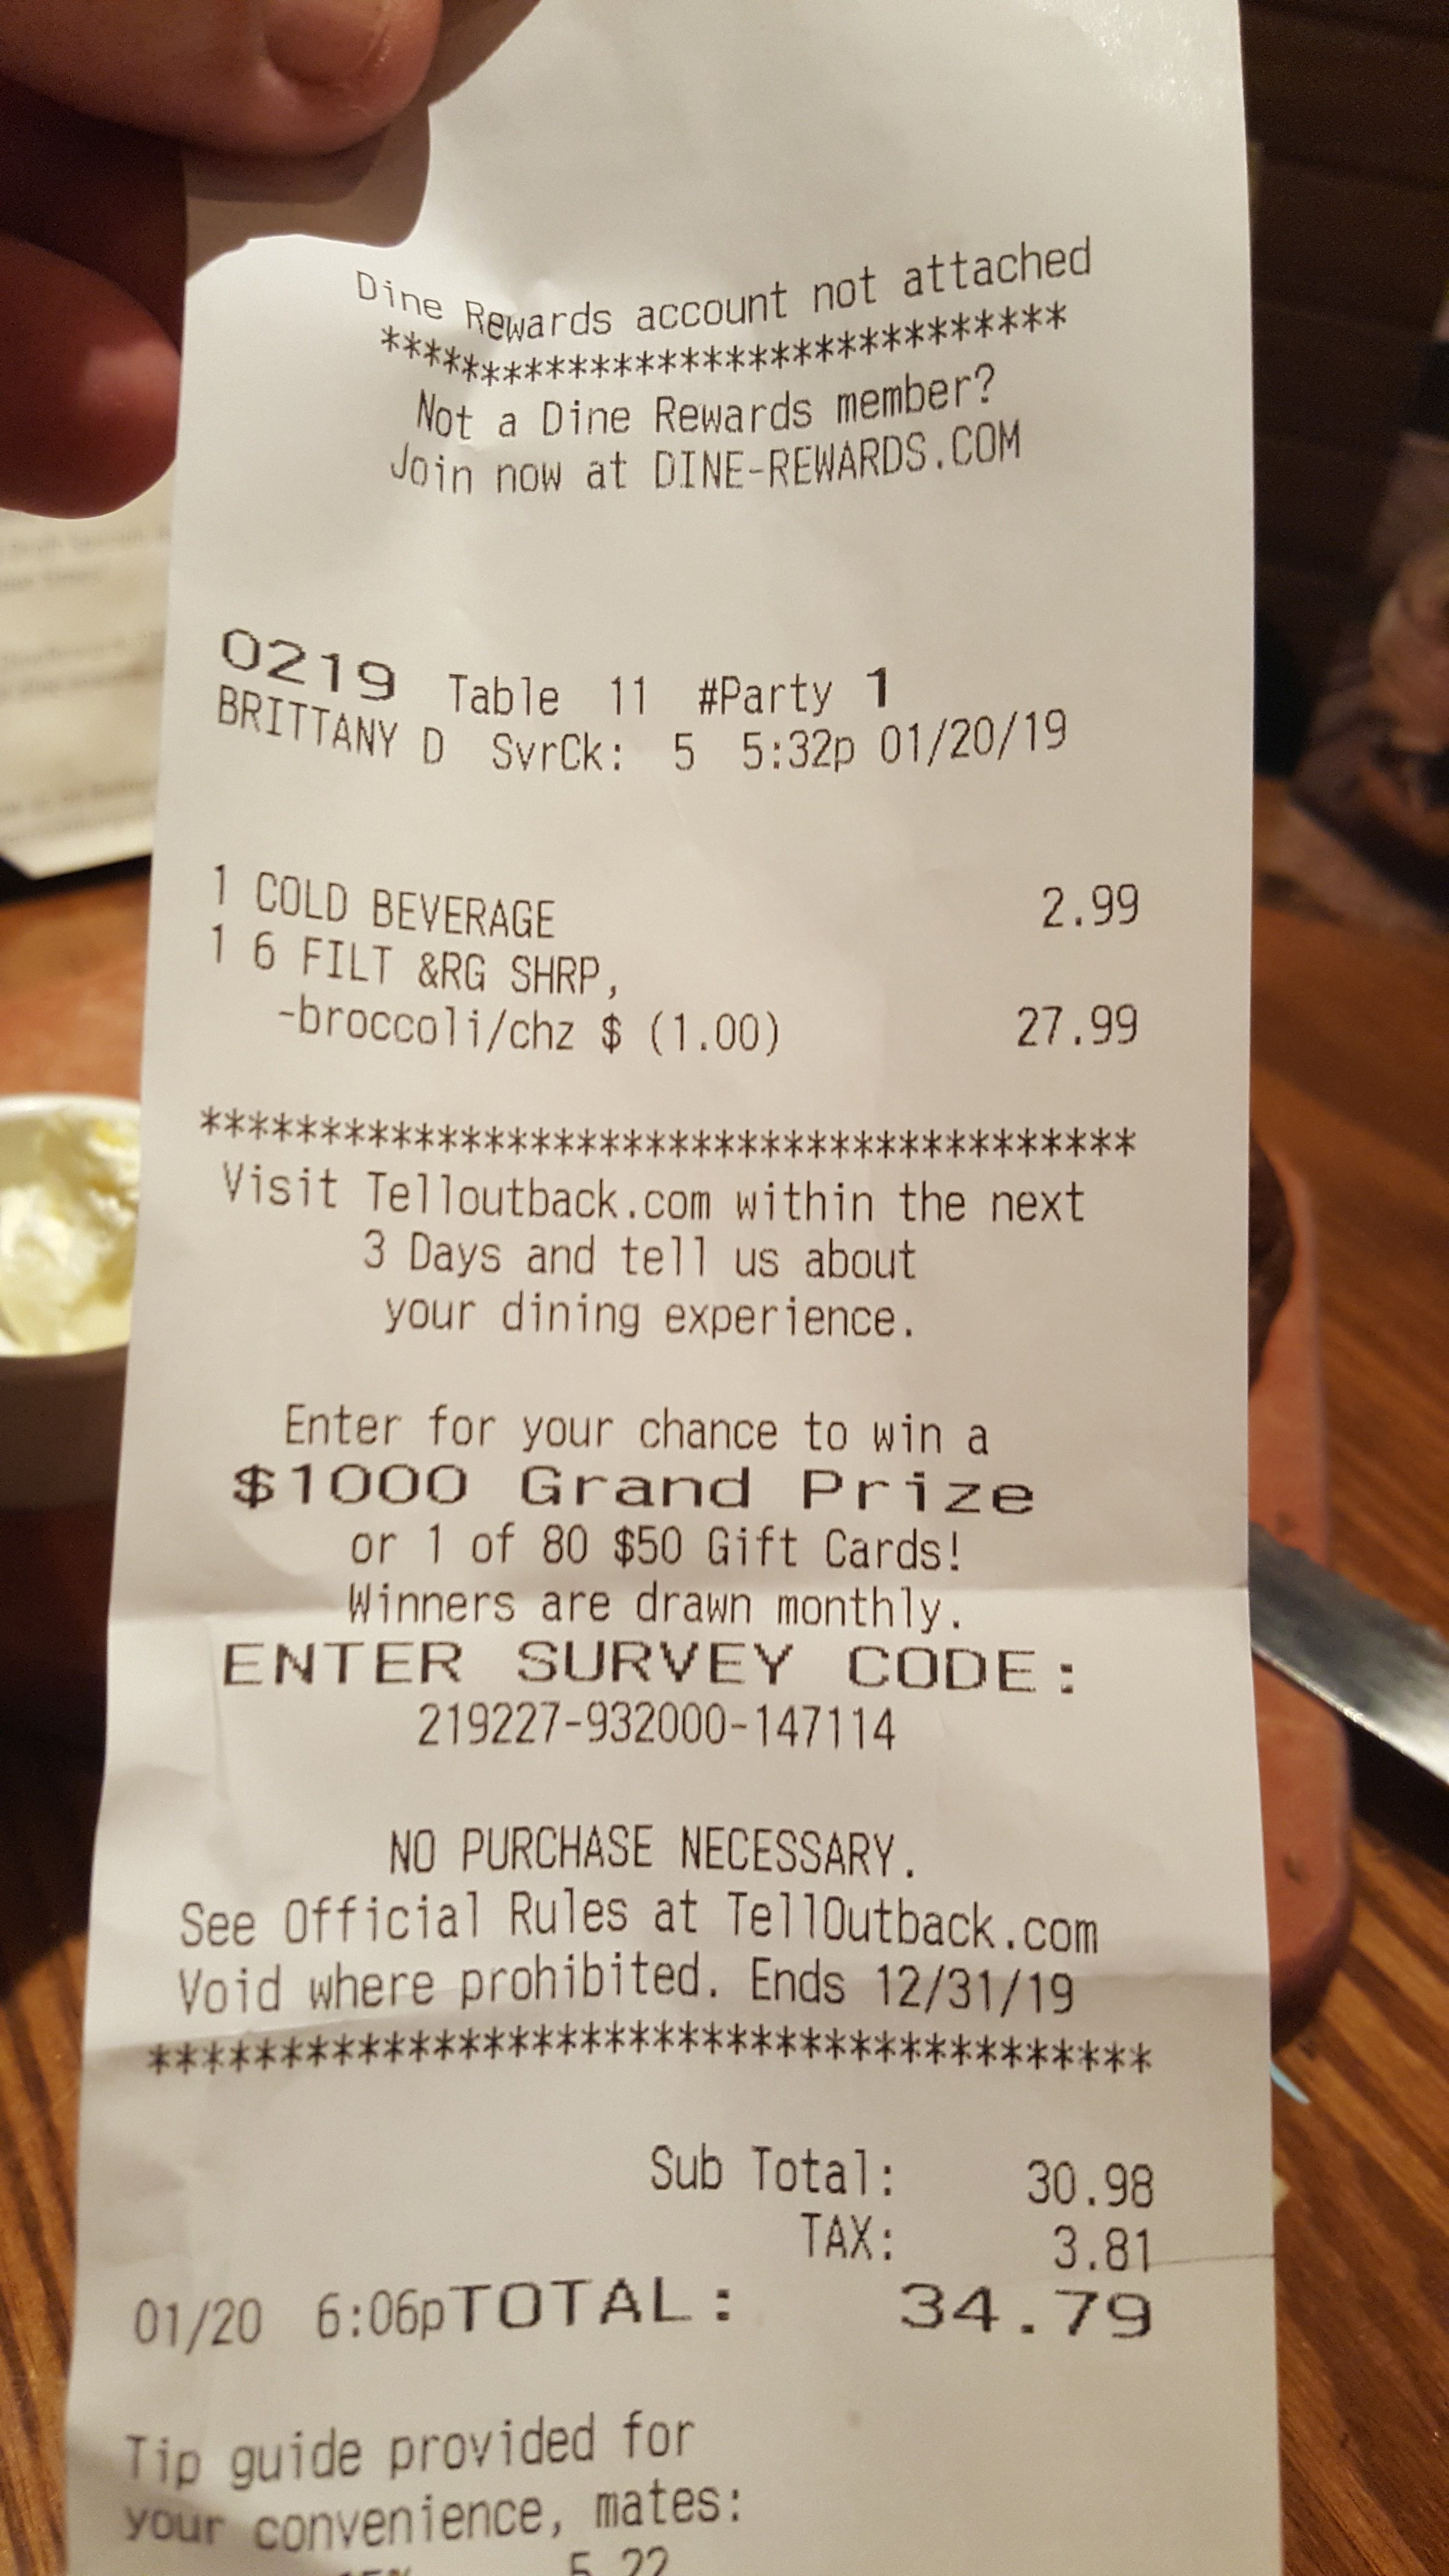 Dine Rewards account not attached
********************************
Not a Dine Rewards member?
Join now at DINE-REWARDS.COM
0219 Table 11 #Party 1
BRITTANY D SvrCk: 5 5:32p 01/20/19
1 COLD BEVERAGE 2.99
1 6 FILT &RG SHRP,
-broccoli/chz $ (1.00) 27.99
****************************************
Visit Telloutback.com within the next
3 Days and tell us about
your dining experience.
Enter for your chance to win a
$1000 Grand Prize
or 1 of 80 $50 Gift Cards!
Winners are drawn monthly.
ENTER SURVEY CODE:
219227-932000-147114
NO PURCHASE NECESSARY.
See Official Rules at TellOutback.com
Void where prohibited. Ends 12/31/19
****************************************
Sub Total: 30.98
TAX: 3.81
01/20 6:06pTOTAL: 34.79
Tip guide provided for
your convenience, mates:
15% 5.22